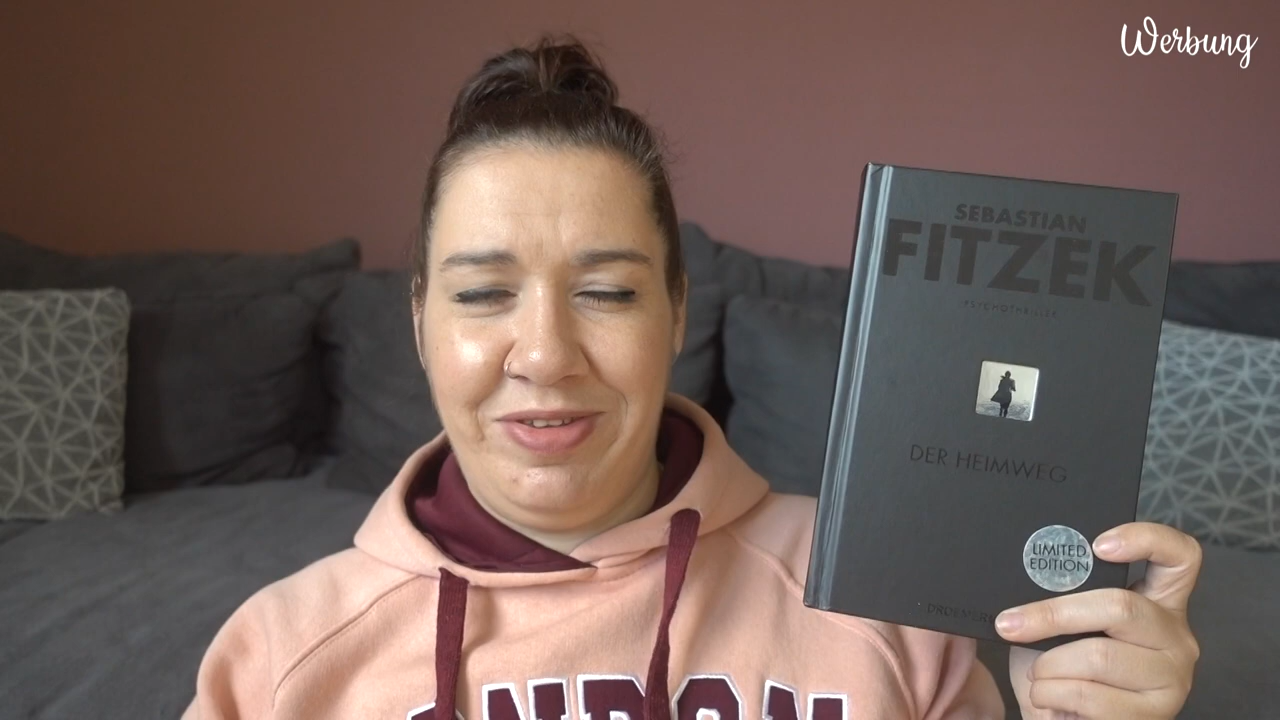 Werbung
SEBASTIAN
FITZEK
PSYCHOTHRILLER
DER HEIMWEG
LIMITED
EDITION